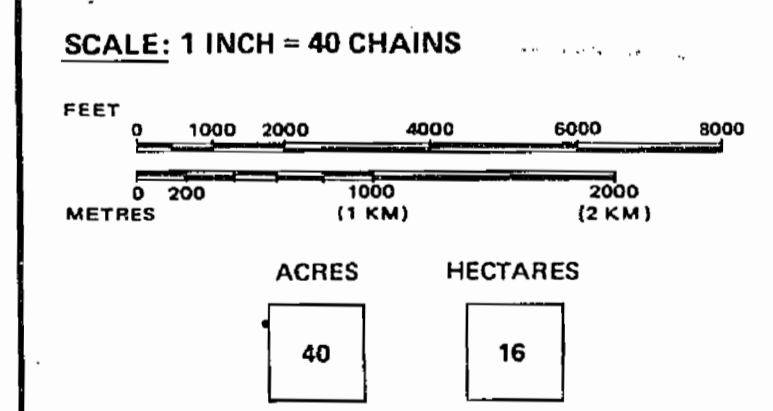 SCALE: 1 INCH = 40 CHAINS
FEET
0 1000 2000 4000 6000 8000
0 200 1000 2000
METRES (1 KM) (2 KM)
ACRES HECTARES
40 16